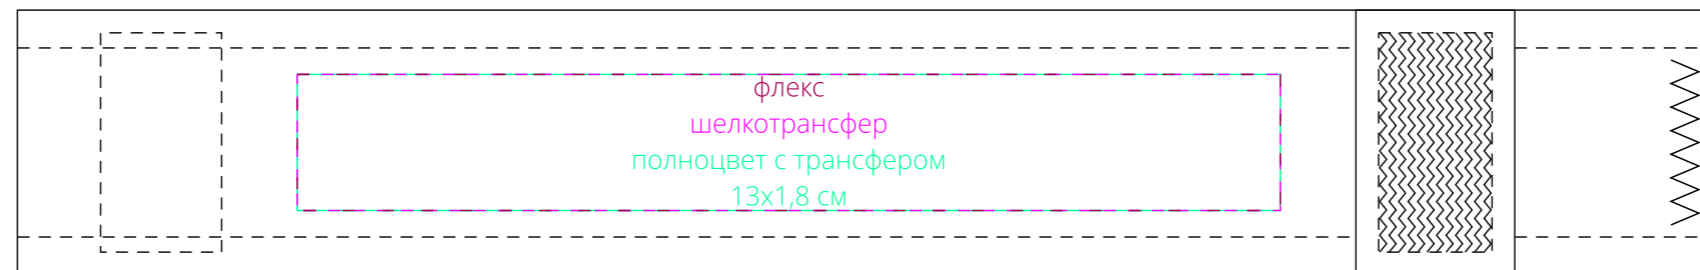 флекс
шелкотрансфер
полноцвет с трансфером
13х1,8 см